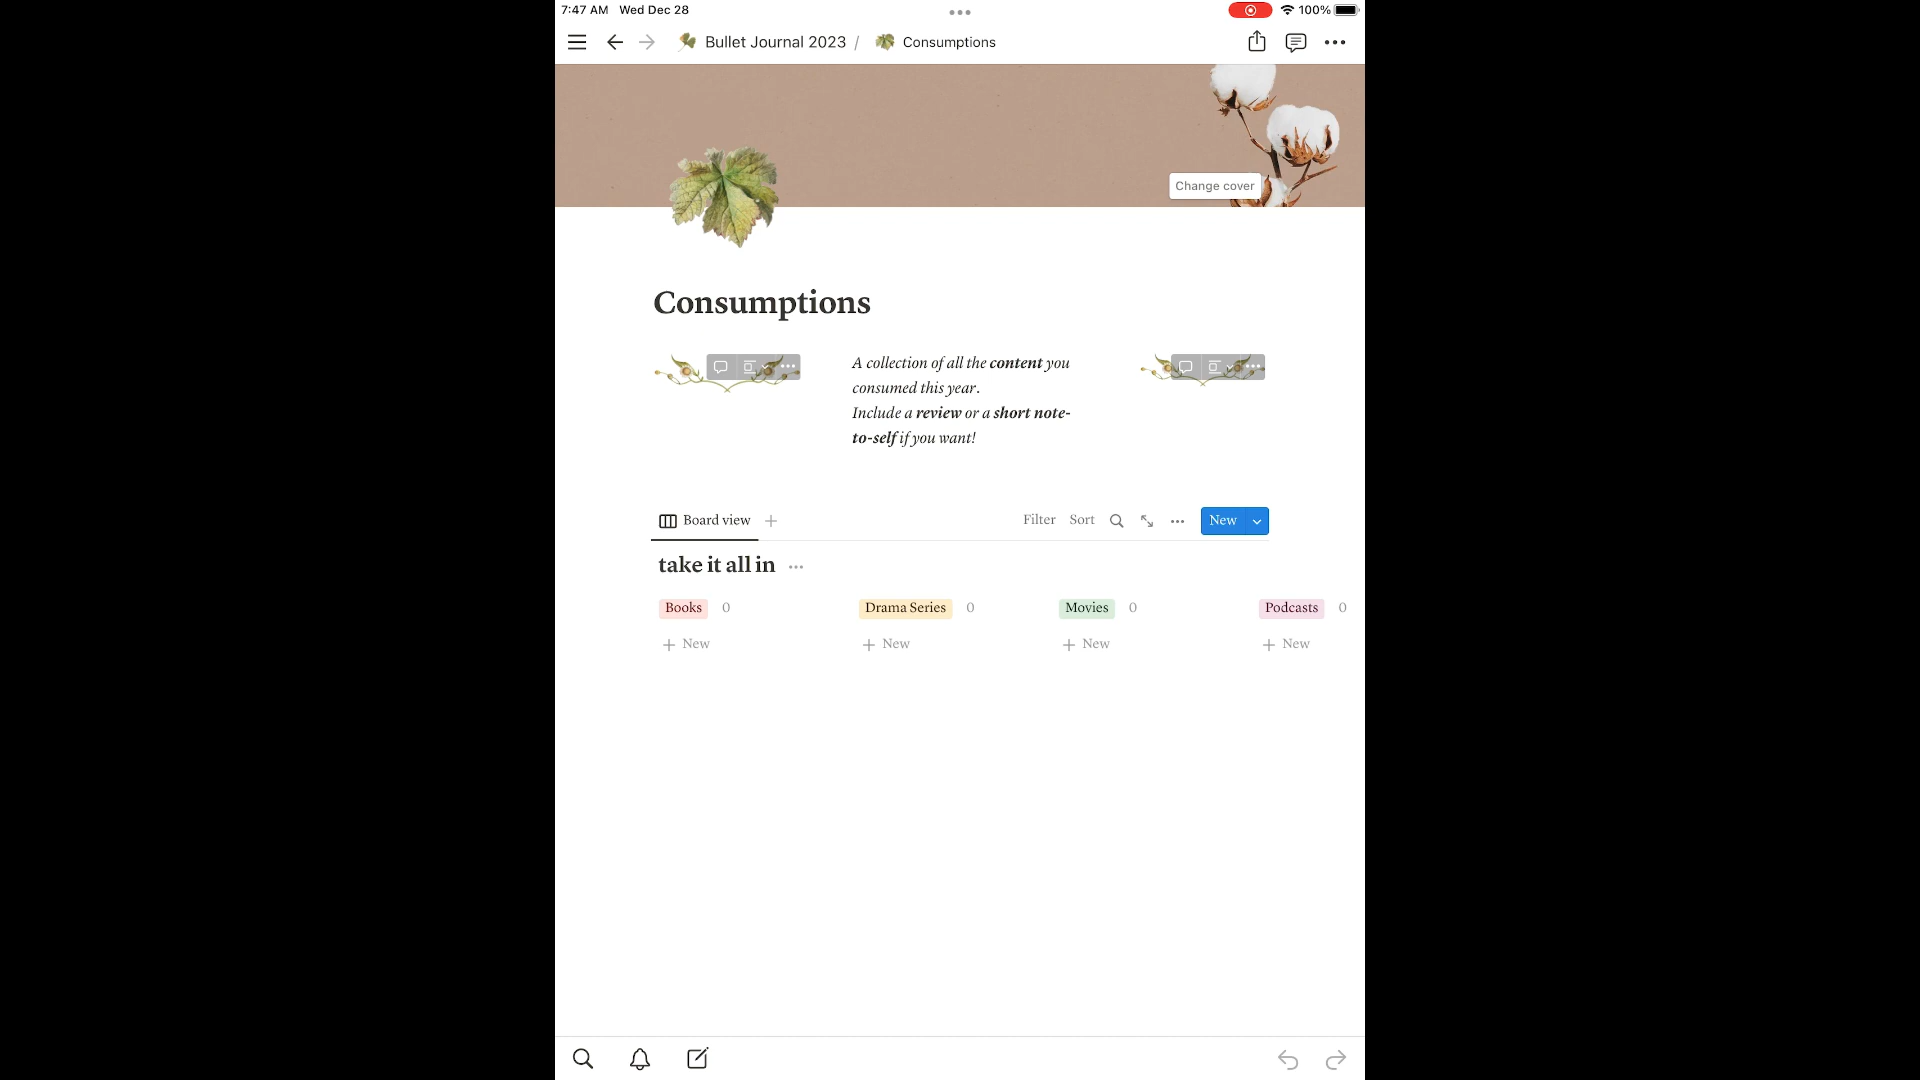 7:47 AM Wed Dec 28
100%
Bullet Journal 2023 / Consumptions
Change cover
Consumptions
A collection of all the content you
consumed this year.
Include a review or a short note-
to-self if you want!
Board view
Filter Sort New
take it all in
Books 0 Drama Series 0 Movies 0 Podcasts 0
+ New + New + New + New